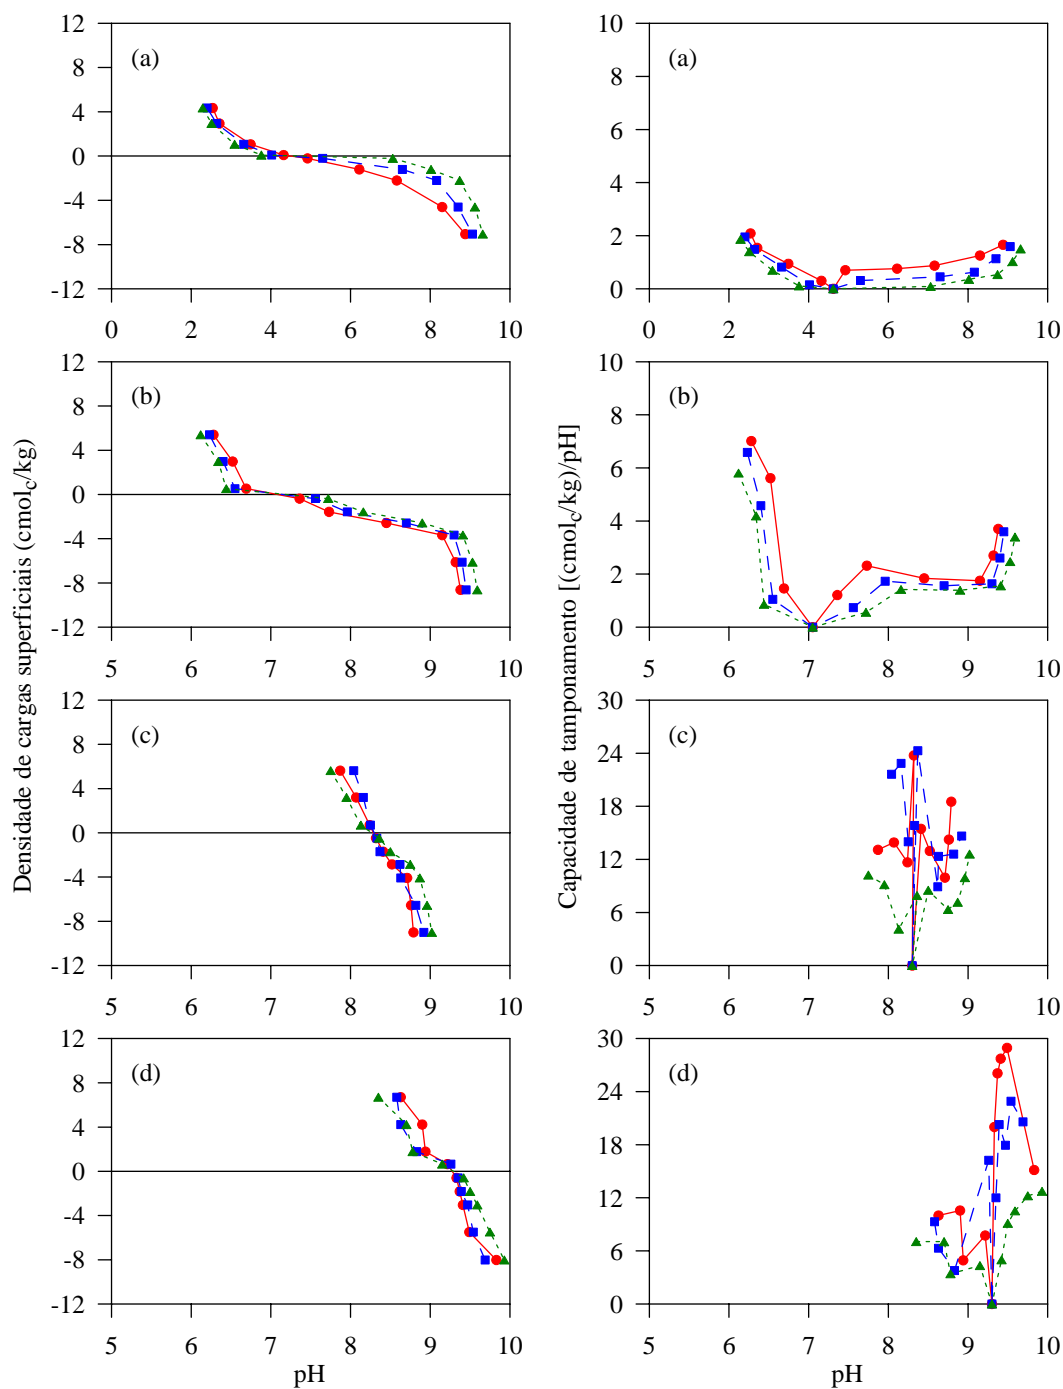 Densidade de cargas superficiais (cmolc/kg)
12
8
4
0
-4
-8
-12
(a)
0 2 4 6 8 10
12
8
4
0
-4
-8
-12
(b)
5 6 7 8 9 10
12
8
4
0
-4
-8
-12
(c)
5 6 7 8 9 10
12
8
4
0
-4
-8
-12
(d)
5 6 7 8 9 10
pH
Capacidade de tamponamento [(cmolc/kg)/pH]
10
8
6
4
2
0
(a)
0 2 4 6 8 10
10
8
6
4
2
0
(b)
5 6 7 8 9 10
30
24
18
12
6
0
(c)
5 6 7 8 9 10
30
24
18
12
6
0
(d)
5 6 7 8 9 10
pH